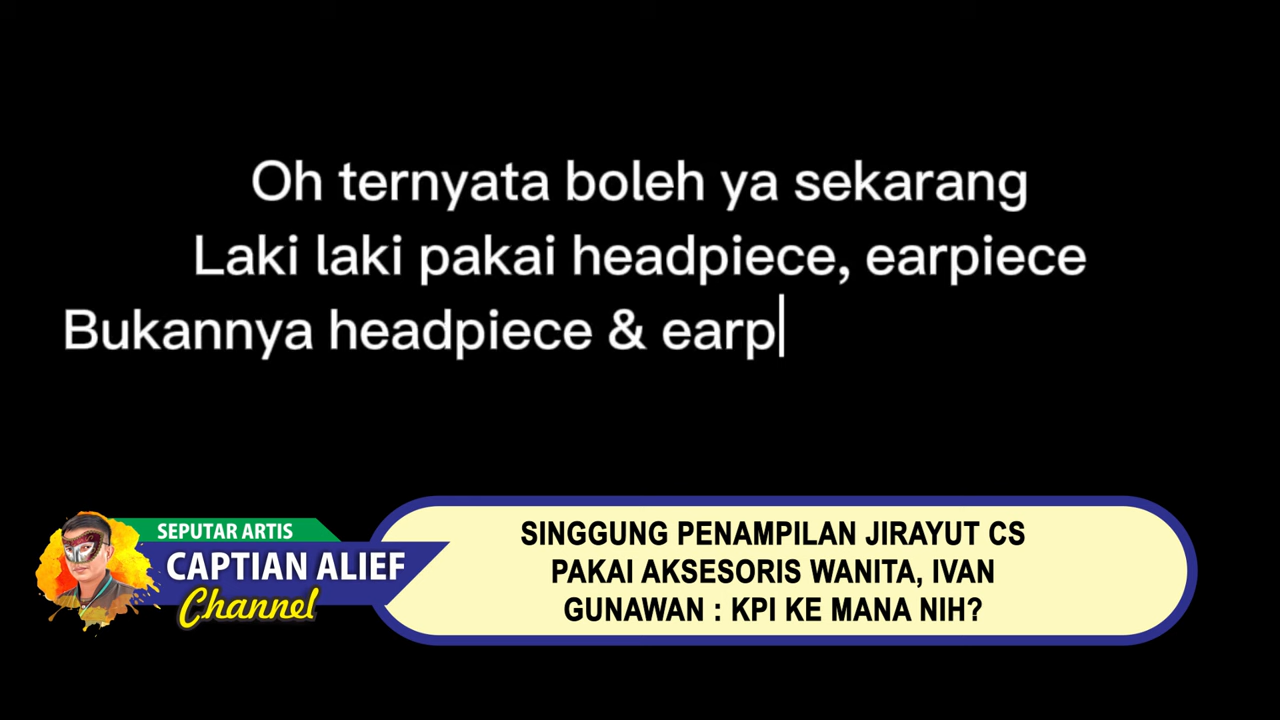 Oh ternyata boleh ya sekarang
Laki laki pakai headpiece, earpiece
Bukannya headpiece & earp
SEPUTAR ARTIS
CAPTIAN ALIEF
Channel
SINGGUNG PENAMPILAN JIRAYUT CS
PAKAI AKSESORIS WANITA, IVAN
GUNAWAN : KPI KE MANA NIH?